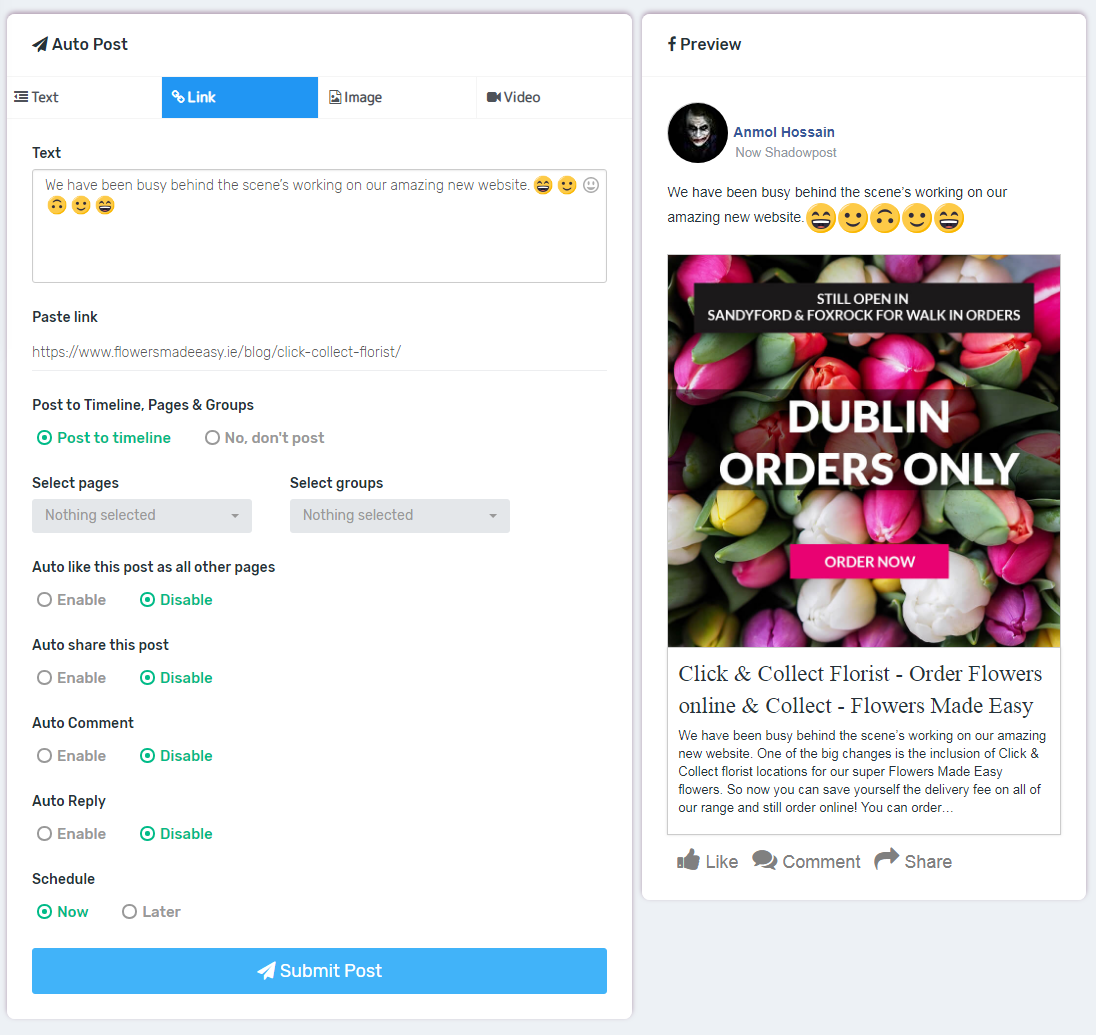 Auto Post
Text
Link
Image
Video
Text
We have been busy behind the scene's working on our amazing new website. 😄 🙂
🙃 🙂 😄
Paste link
https://www.flowersmadeeasy.ie/blog/click-collect-florist/
Post to Timeline, Pages & Groups
Post to timeline
No, don't post
Select pages
Select groups
Nothing selected
Nothing selected
Auto like this post as all other pages
Enable
Disable
Auto share this post
Enable
Disable
Auto Comment
Enable
Disable
Auto Reply
Enable
Disable
Schedule
Now
Later
Submit Post
Preview
Anmol Hossain
Now Shadowpost
We have been busy behind the scene's working on our
amazing new website.😄🙂🙃🙂😄
STILL OPEN IN
SANDYFORD & FOXROCK FOR WALK IN ORDERS
DUBLIN
ORDERS ONLY
ORDER NOW
Click & Collect Florist - Order Flowers
online & Collect - Flowers Made Easy
We have been busy behind the scene's working on our amazing
new website. One of the big changes is the inclusion of Click &
Collect florist locations for our super Flowers Made Easy
flowers. So now you can save yourself the delivery fee on all of
our range and still order online! You can order...
Like
Comment
Share